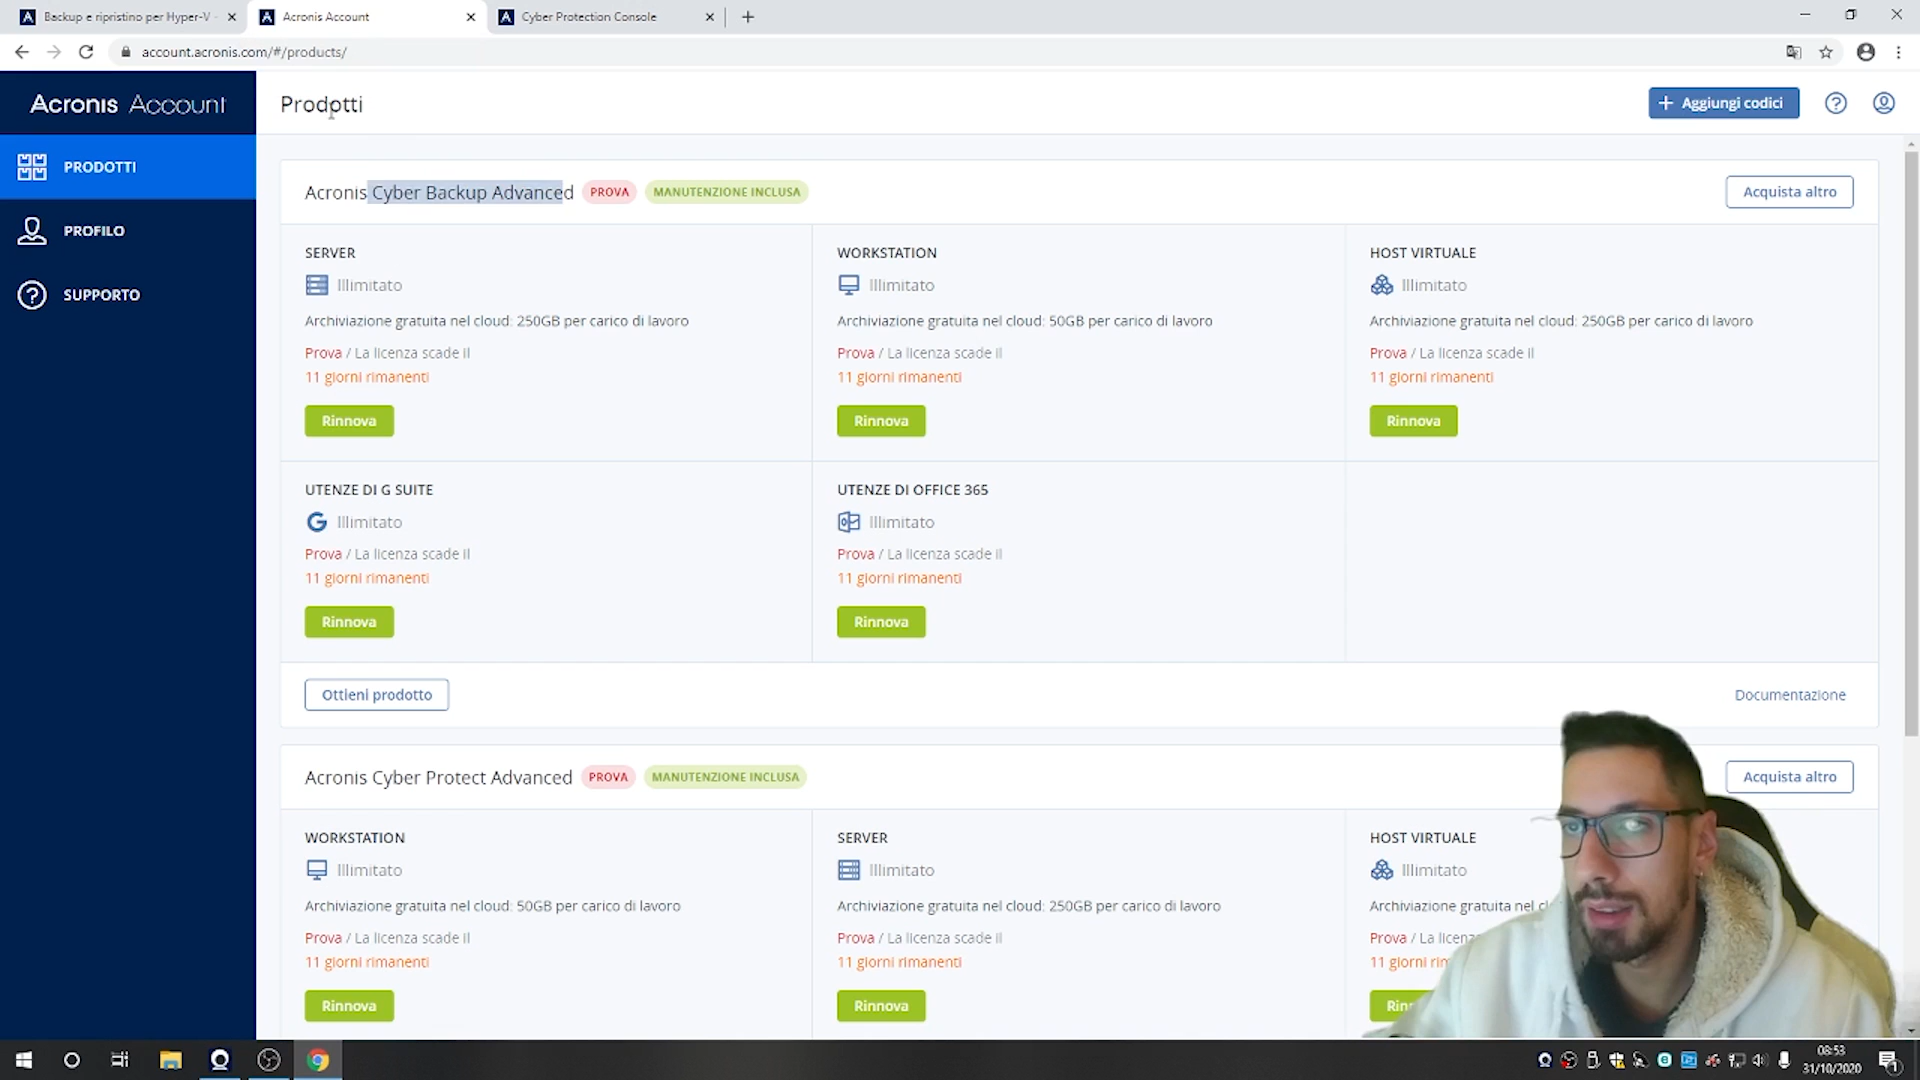 Backup e ripristino per Hyper-V
Acronis Account
Cyber Protection Console
account.acronis.com/#/products/
Acronis Account
PRODOTTI
PROFILO
SUPPORTO
Prodotti
+ Aggiungi codici
Acronis Cyber Backup Advanced
PROVA
MANUTENZIONE INCLUSA
Acquista altro
SERVER
Illimitato
Archiviazione gratuita nel cloud: 250GB per carico di lavoro
Prova / La licenza scade il
11 giorni rimanenti
Rinnova
WORKSTATION
Illimitato
Archiviazione gratuita nel cloud: 50GB per carico di lavoro
Prova / La licenza scade il
11 giorni rimanenti
Rinnova
HOST VIRTUALE
Illimitato
Archiviazione gratuita nel cloud: 250GB per carico di lavoro
Prova / La licenza scade il
11 giorni rimanenti
Rinnova
UTENZE DI G SUITE
Illimitato
Prova / La licenza scade il
11 giorni rimanenti
Rinnova
UTENZE DI OFFICE 365
Illimitato
Prova / La licenza scade il
11 giorni rimanenti
Rinnova
Ottieni prodotto
Documentazione
Acronis Cyber Protect Advanced
PROVA
MANUTENZIONE INCLUSA
Acquista altro
WORKSTATION
Illimitato
Archiviazione gratuita nel cloud: 50GB per carico di lavoro
Prova / La licenza scade il
11 giorni rimanenti
Rinnova
SERVER
Illimitato
Archiviazione gratuita nel cloud: 250GB per carico di lavoro
Prova / La licenza scade il
11 giorni rimanenti
Rinnova
HOST VIRTUALE
Illimitato
Archiviazione gratuita nel
Prova / La
11 giorni
08:53
31/10/2020